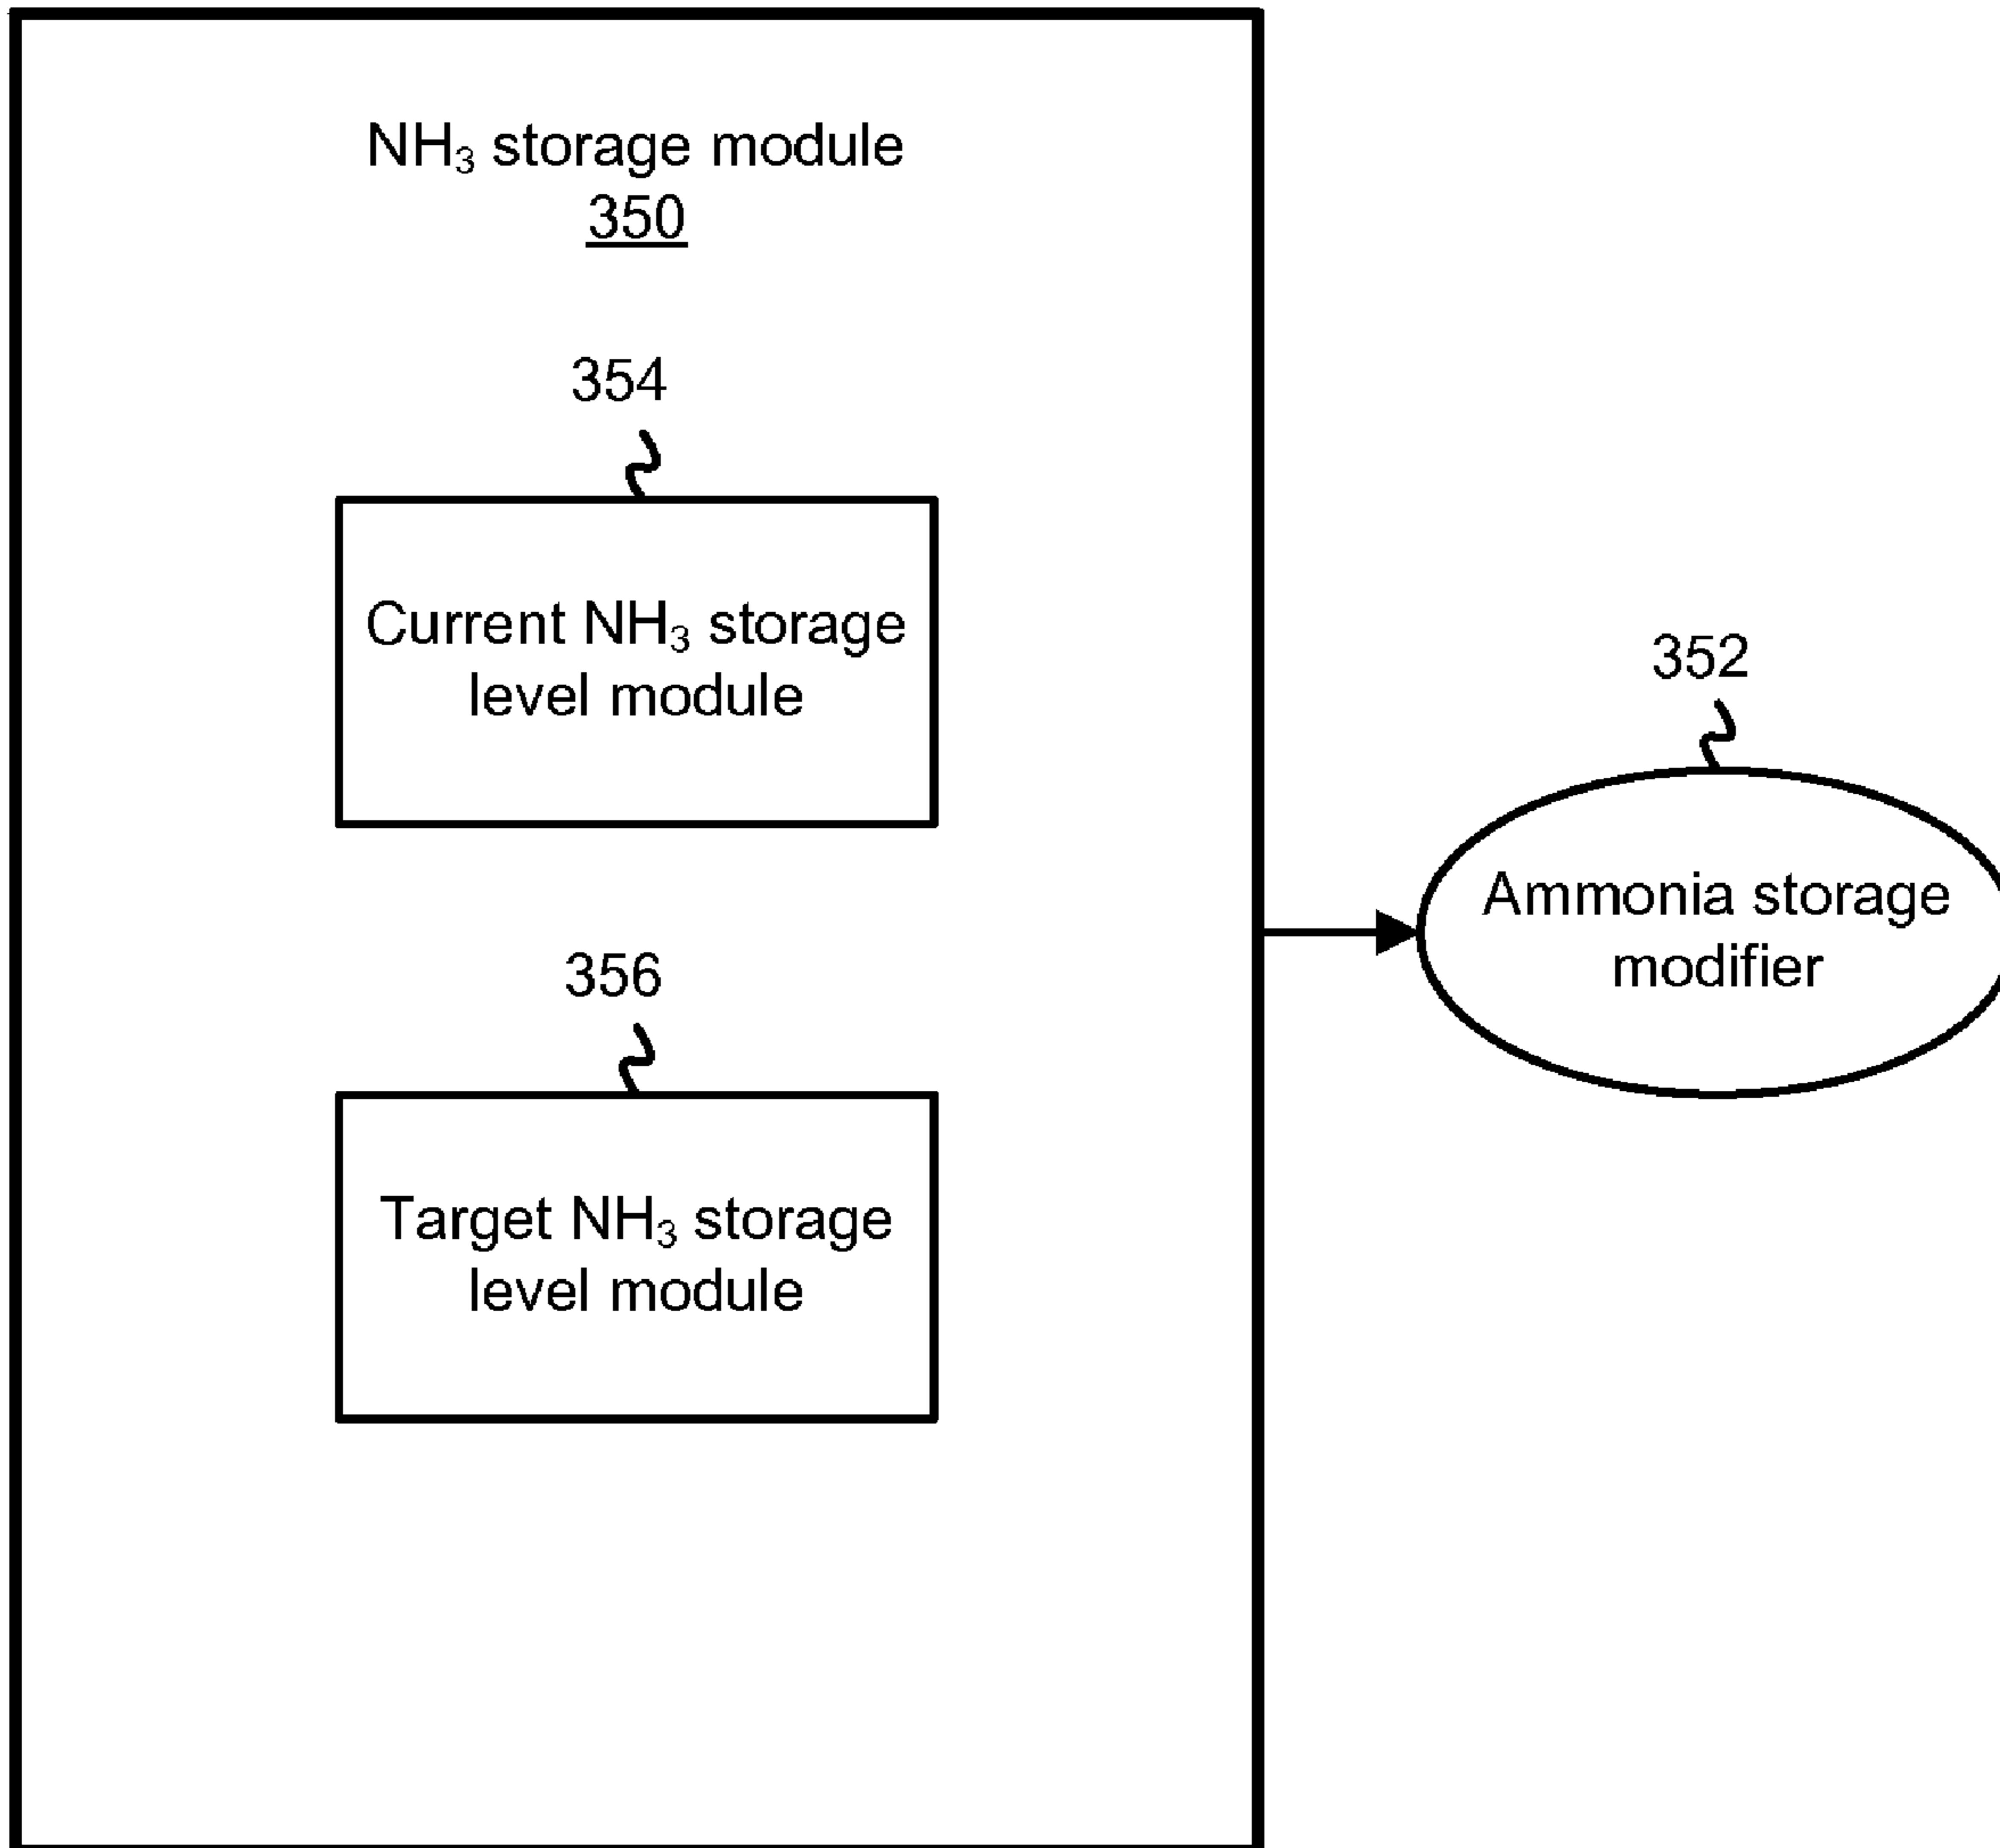 NH₃ storage module
350
354
Current NH₃ storage
level module
352
Ammonia storage
modifier
356
Target NH₃ storage
level module